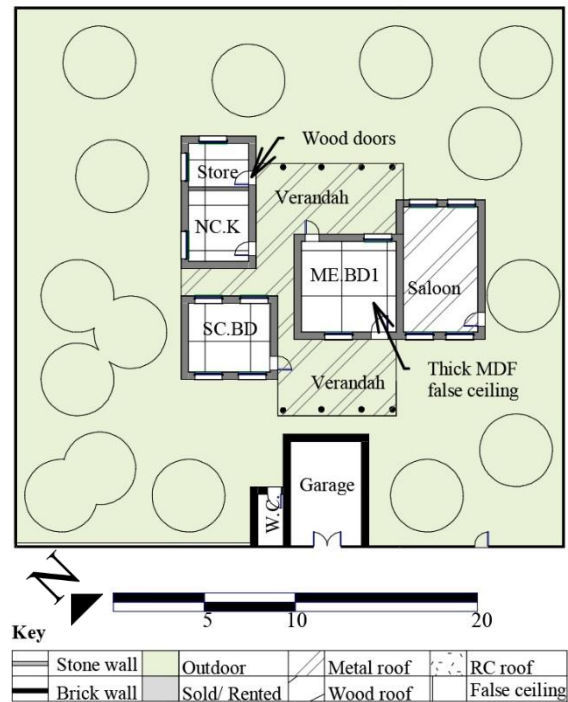 Wood doors
Store
Verandah
NC.K
ME.BD1
Saloon
SC.BD
Verandah
Thick MDF
false ceiling
Garage
W.C.
N
5 10 20
Key
Stone wall Outdoor Metal roof RC roof
Brick wall Sold/ Rented Wood roof False ceiling